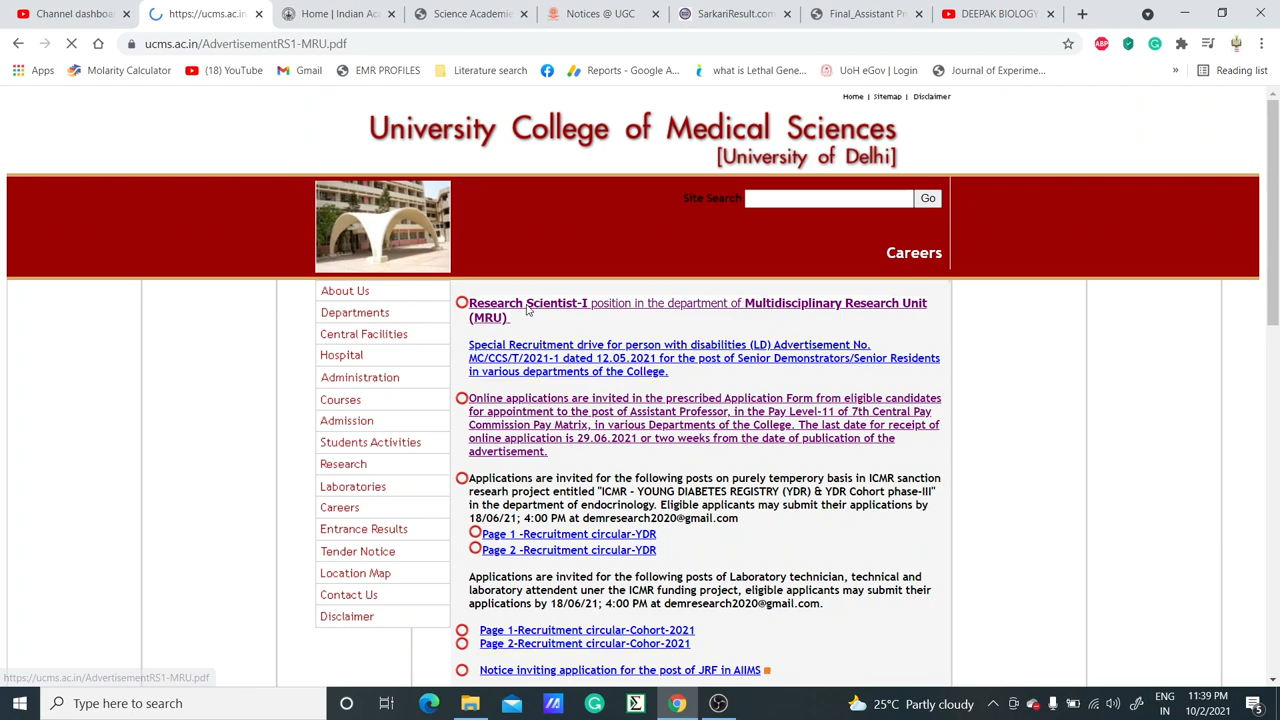 Channel dashboard
https://ucms.ac.in/Advertisement
Home | Academ
Science Academies
Notices @ UGC
SarkariResult.com
Final_Assistant P
DEEPAK BIOLOGY
ucms.ac.in/AdvertisementRS1-MRU.pdf
Apps
Molarity Calculator
(18) YouTube
Gmail
EMR PROFILES
Literature search
Reports - Google A...
what is Lethal Gene...
UoH eGov | Login
Journal of Experime...
»
Reading list
Home | Sitemap | Disclaimer
University College of Medical Sciences
[University of Delhi]
Site Search
Go
Careers
About Us
Departments
Central Facilities
Hospital
Administration
Courses
Admission
Students Activities
Research
Laboratories
Careers
Entrance Results
Tender Notice
Location Map
Contact Us
Disclaimer
Research Scientist-I position in the department of Multidisciplinary Research Unit
(MRU)
Special Recruitment drive for person with disabilities (LD) Advertisement No.
MC/CCS/T/2021-1 dated 12.05.2021 for the post of Senior Demonstrators/Senior Residents
in various departments of the College.
Online applications are invited in the prescribed Application Form from eligible candidates
for appointment to the post of Assistant Professor, in the Pay Level-11 of 7th Central Pay
Commission Pay Matrix, in various Departments of the College. The last date for receipt of
online application is 29.06.2021 or two weeks from the date of publication of the
advertisement.
Applications are invited for the following posts on purely temporery basis in ICMR sanction
researh project entitled "ICMR - YOUNG DIABETES REGISTRY (YDR) & YDR Cohort phase-III"
in the department of endocrinology. Eligible applicants may submit their applications by
18/06/21; 4:00 PM at demresearch2020@gmail.com
Page 1 -Recruitment circular-YDR
Page 2 -Recruitment circular-YDR
Applications are invited for the following posts of Laboratory technician, technical and
laboratory attendent uner the ICMR funding project, eligible applicants may submit their
applications by 18/06/21; 4:00 PM at demresearch2020@gmail.com.
Page 1-Recruitment circular-Cohort-2021
Page 2-Recruitment circular-Cohor-2021
Notice inviting application for the post of JRF in AIIMS
https://ucms.ac.in/AdvertisementRS1-MRU.pdf
Type here to search
25°C Partly cloudy
ENG
IN
11:39 PM
10/2/2021
5